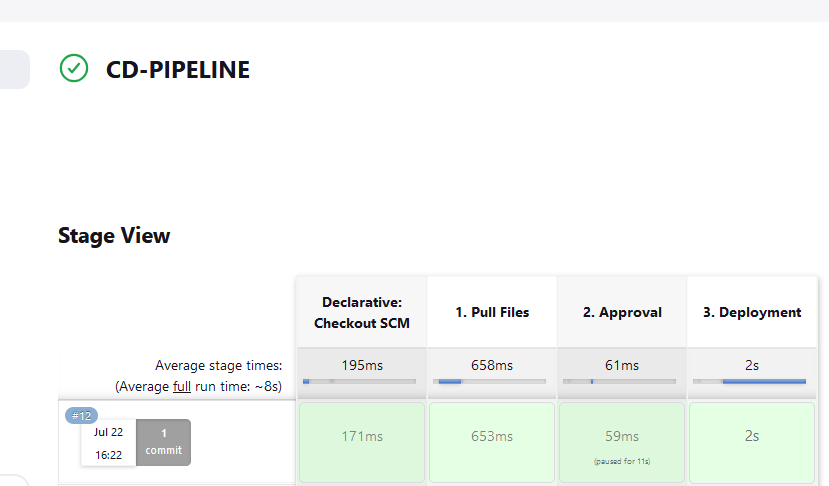 CD-PIPELINE
Stage View
Declarative:
Checkout SCM
1. Pull Files
2. Approval
3. Deployment
Average stage times:
195ms
658ms
61ms
2s
(Average full run time: ~8s)
#12
Jul 22
16:22
1
commit
171ms
653ms
59ms
(paused for 11s)
2s